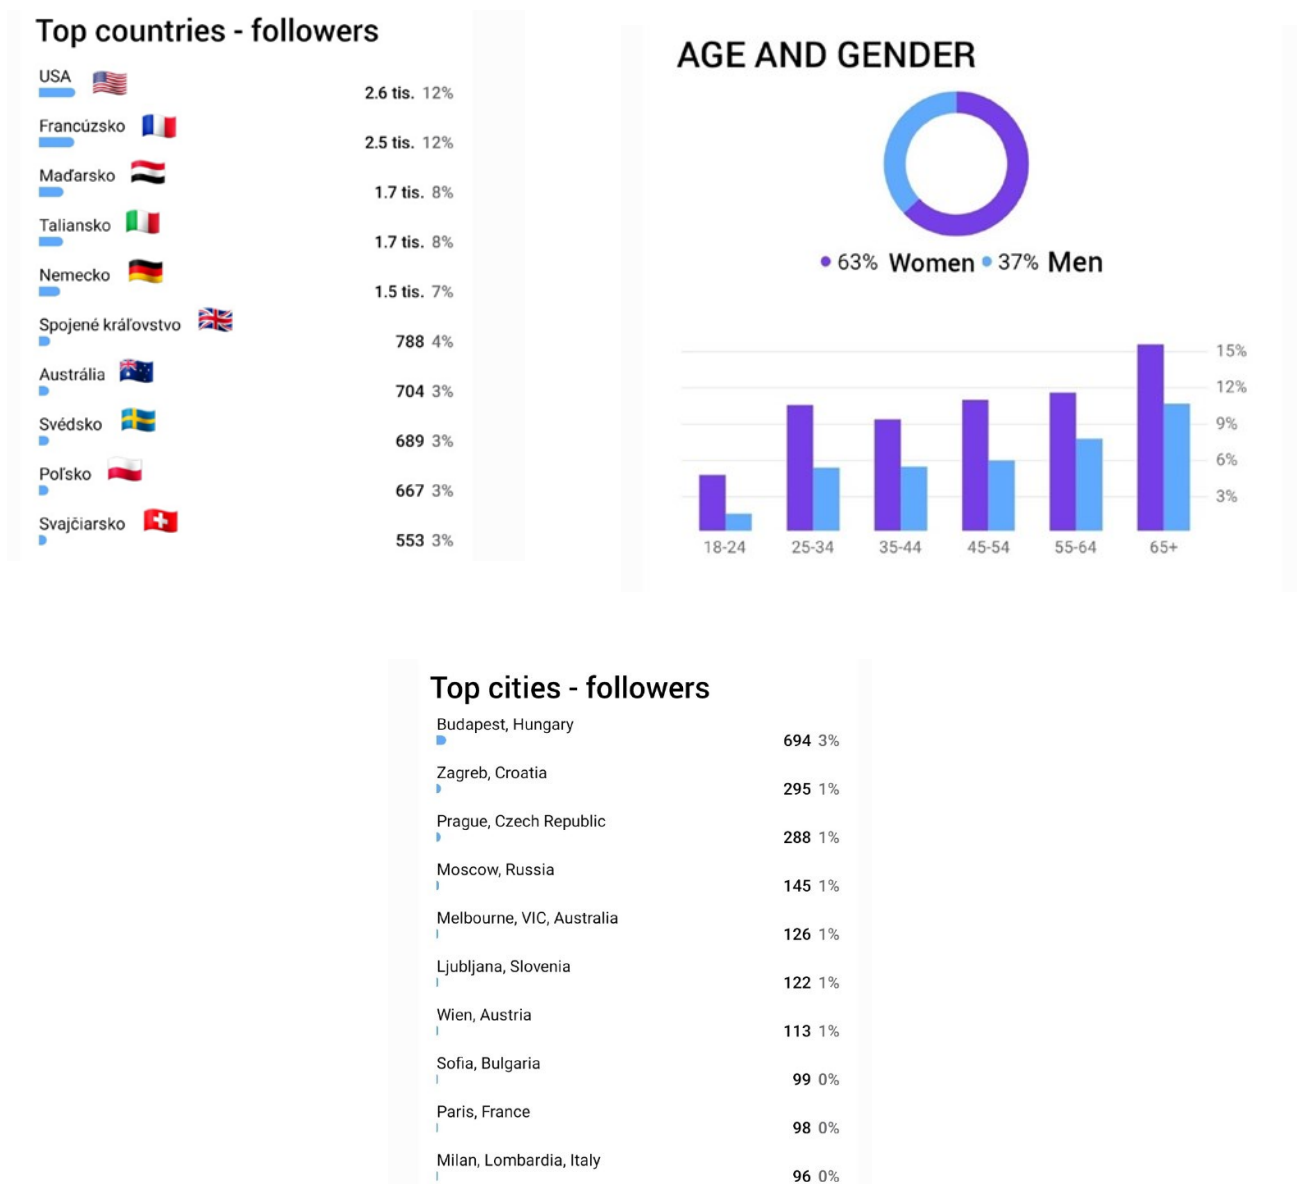 Top countries - followers
USA
2.6 tis. 12%
Francúzsko
2.5 tis. 12%
Maďarsko
1.7 tis. 8%
Taliansko
1.7 tis. 8%
Nemecko
1.5 tis. 7%
Spojené kráľovstvo
788 4%
Austrália
704 3%
Svédsko
689 3%
Poľsko
667 3%
Svajčiarsko
553 3%
AGE AND GENDER
63% Women 37% Men
15%
12%
9%
6%
3%
18-24 25-34 35-44 45-54 55-64 65+
Top cities - followers
Budapest, Hungary
694 3%
Zagreb, Croatia
295 1%
Prague, Czech Republic
288 1%
Moscow, Russia
145 1%
Melbourne, VIC, Australia
126 1%
Ljubljana, Slovenia
122 1%
Wien, Austria
113 1%
Sofia, Bulgaria
99 0%
Paris, France
98 0%
Milan, Lombardia, Italy
96 0%